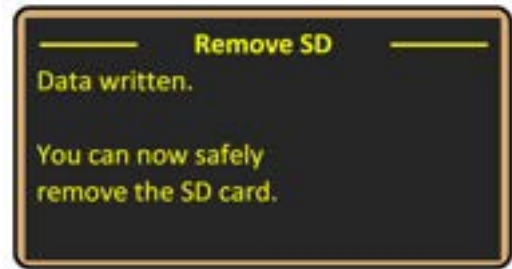 Remove SD
Data written.
You can now safely
remove the SD card.